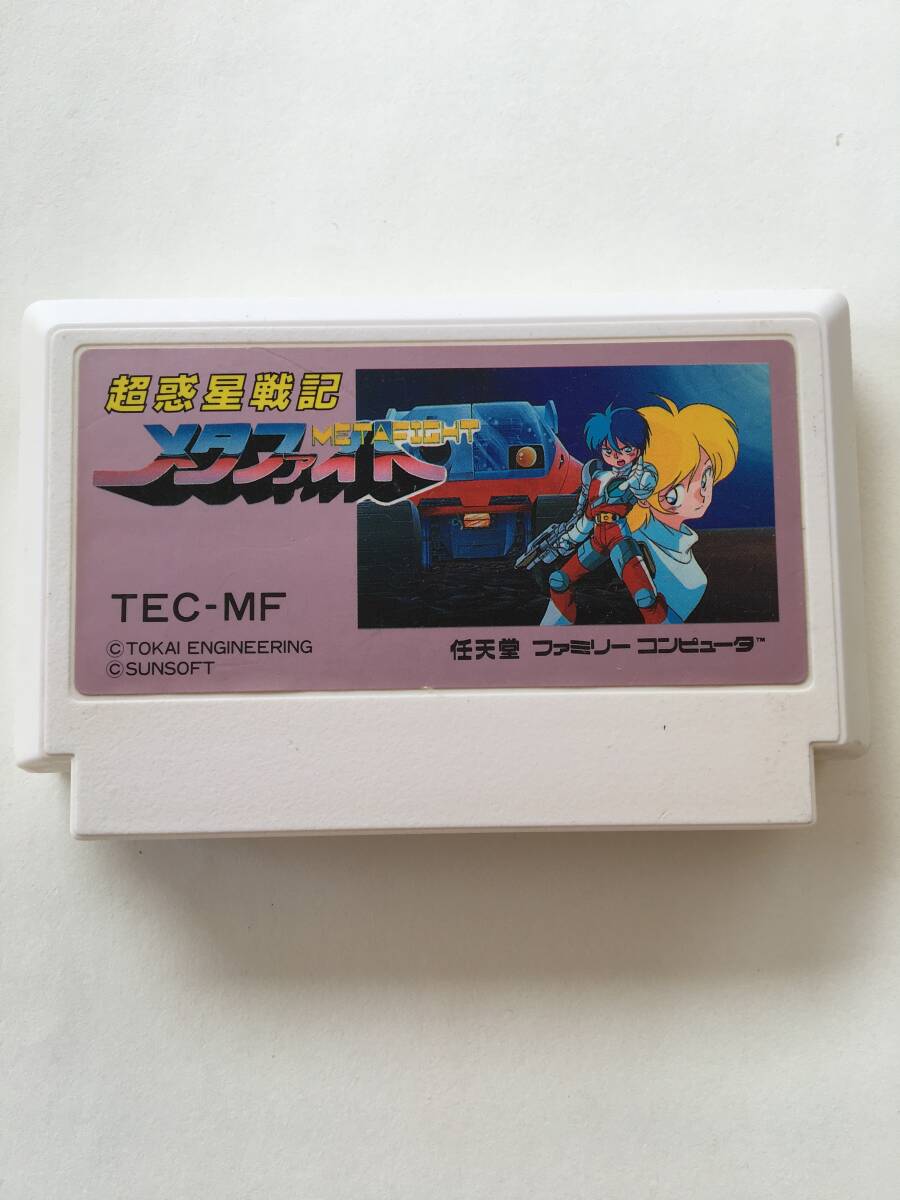 超惑星戦記
METAFIGHT
メタファイト
TEC-MF
©TOKAI ENGINEERING
©SUNSOFT
任天堂 ファミリー コンピュータ™